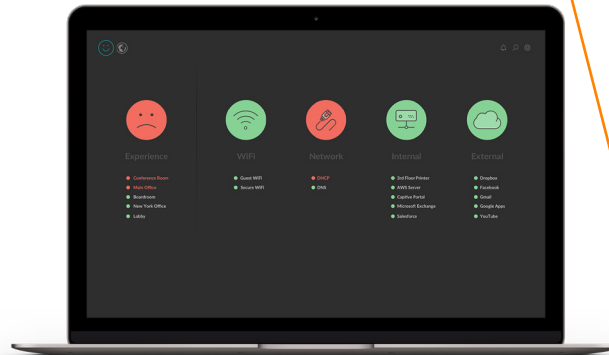 Experience
WiFi
Network
Internal
External
Conference Room
Main Office
Boardroom
New York Office
Lobby
Guest WiFi
Secure WiFi
DHCP
DNS
3rd Floor Printer
AWS Server
Captive Portal
Microsoft Exchange
Salesforce
Dropbox
Facebook
Gmail
Google Apps
YouTube